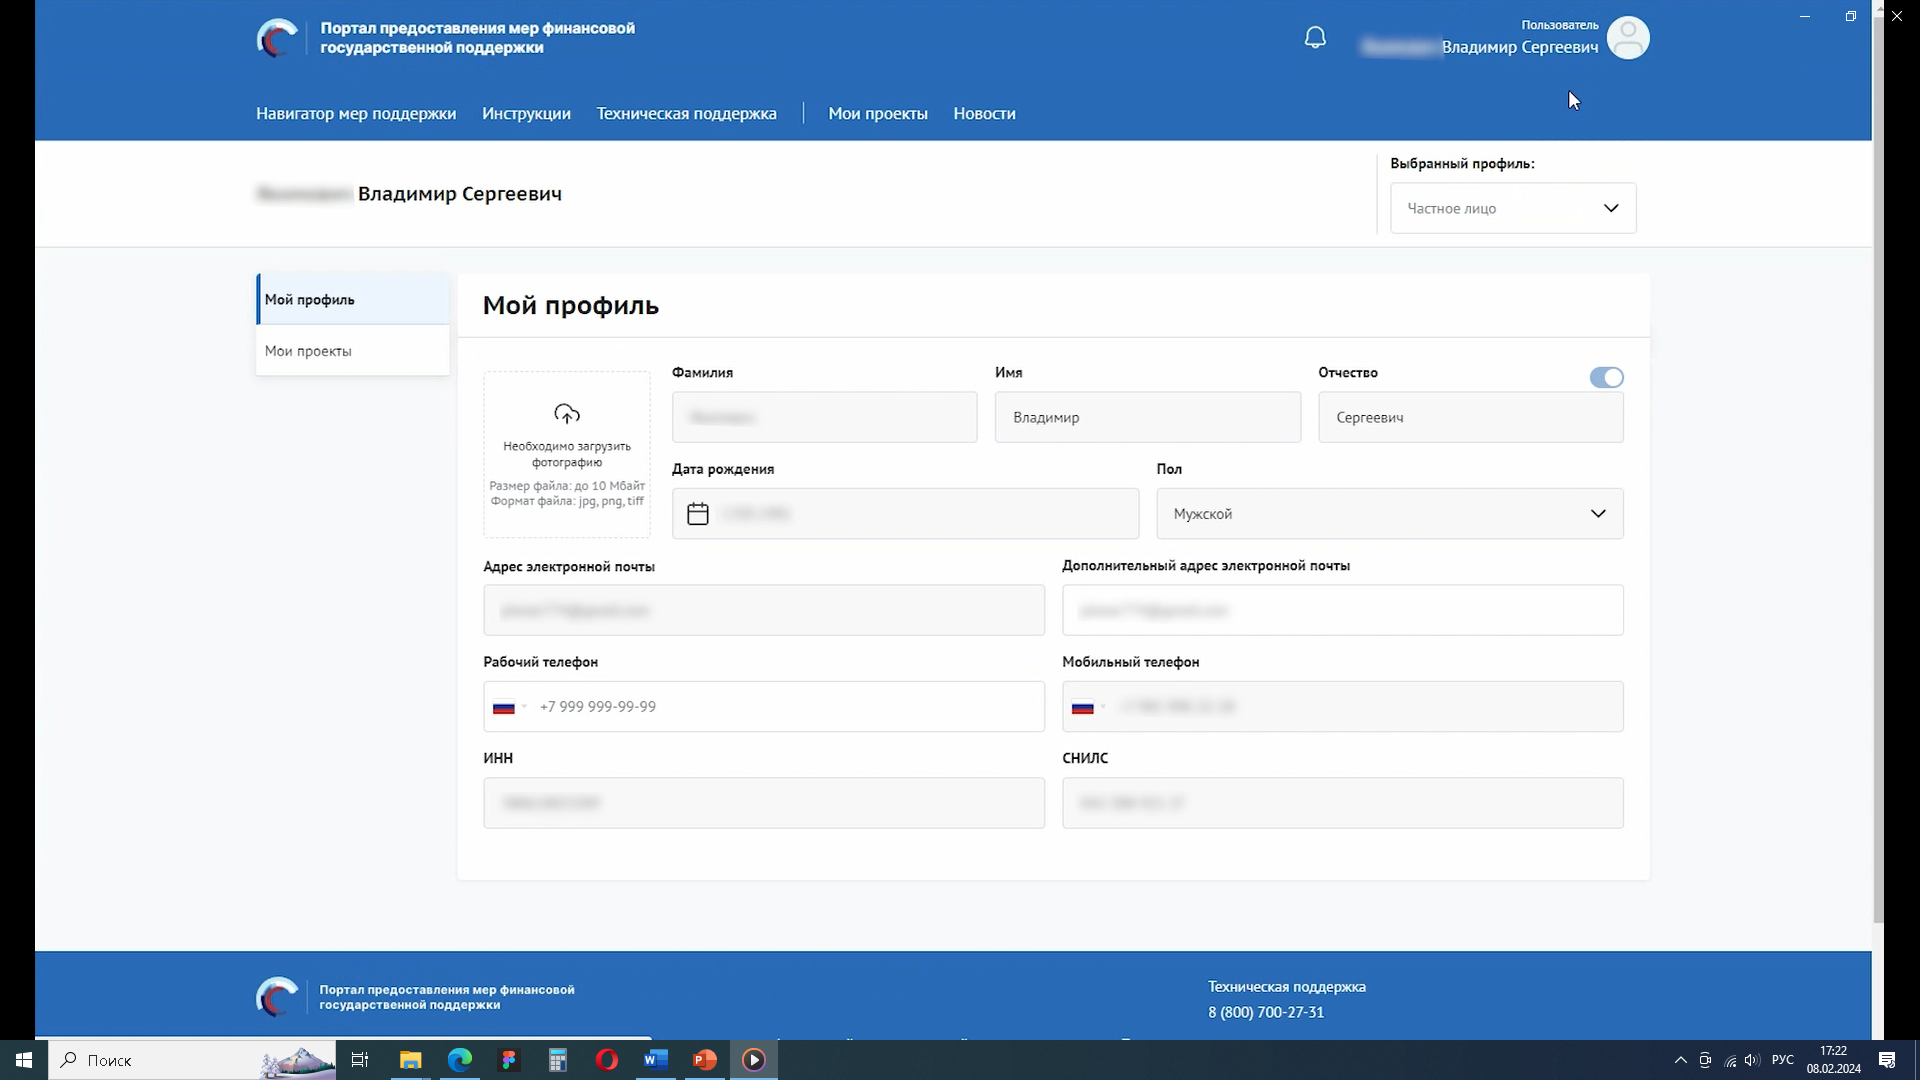 Портал предоставления мер финансовой
государственной поддержки
Пользователь
Владимир Сергеевич
Навигатор мер поддержки
Инструкции
Техническая поддержка
Мои проекты
Новости
Владимир Сергеевич
Выбранный профиль:
Частное лицо
Мой профиль
Мои проекты
Мой профиль
Необходимо загрузить
фотографию
Размер файла: до 10 Мбайт
Формат файла: jpg, png, tiff
Фамилия
Имя
Отчество
Владимир
Сергеевич
Дата рождения
Пол
Мужской
Адрес электронной почты
Дополнительный адрес электронной почты
Рабочий телефон
Мобильный телефон
+7 999 999-99-99
ИНН
СНИЛС
Портал предоставления мер финансовой
государственной поддержки
Техническая поддержка
8 (800) 700-27-31
Поиск
РУС
17:22
08.02.2024